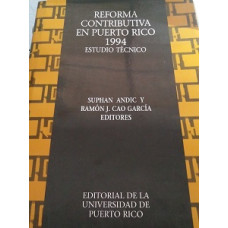 REFORMA
CONTRIBUTIVA
EN PUERTO RICO
1994
ESTUDIO TÉCNICO
SUPHAN ANDIC Y
RAMÓN J. CAO GARCÍA
EDITORES
EDITORIAL DE LA
UNIVERSIDAD DE
PUERTO RICO